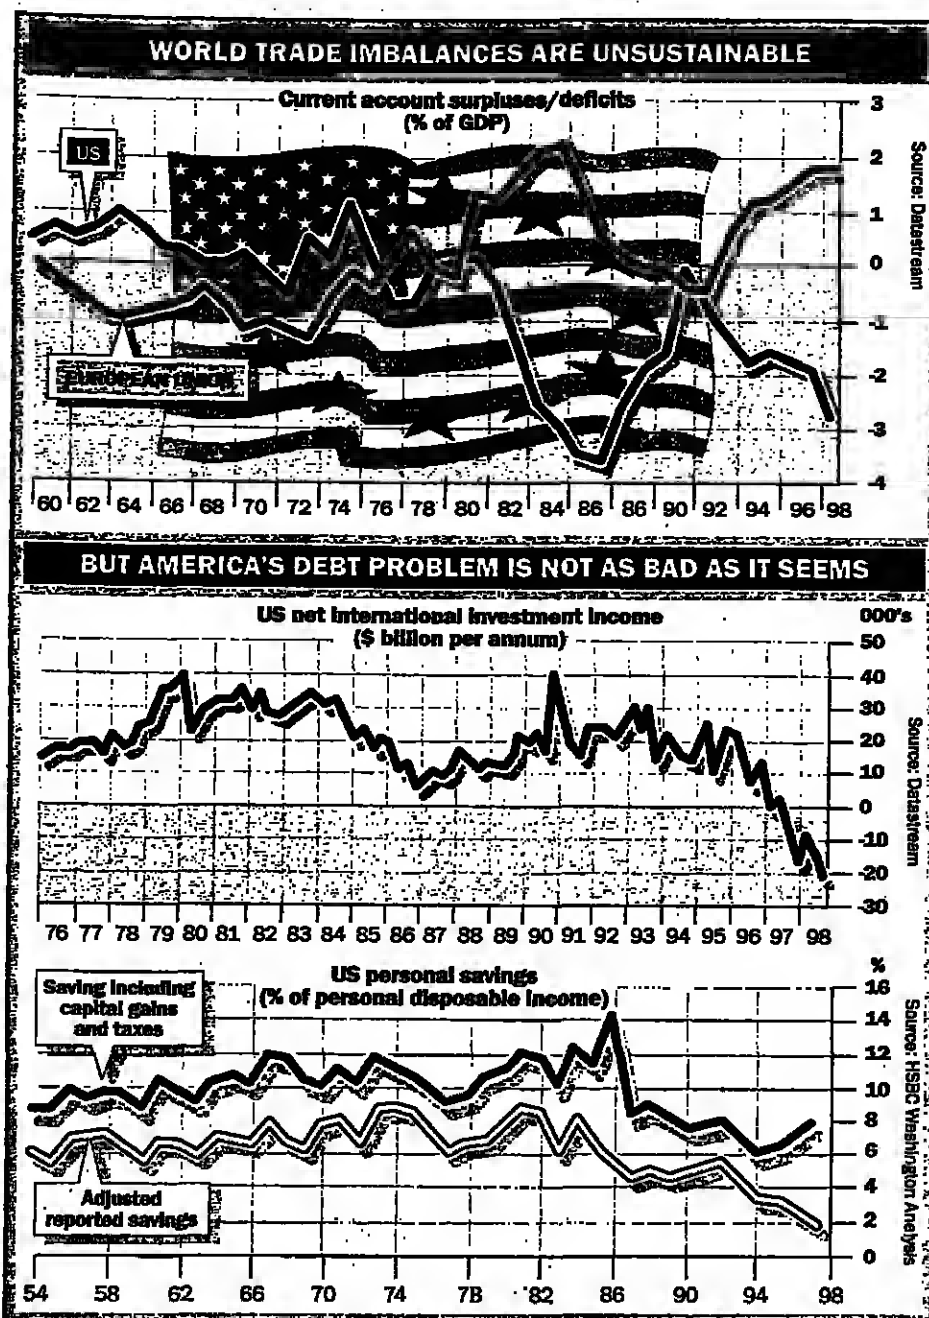 WORLD TRADE IMBALANCES ARE UNSUSTAINABLE
Current account surpluses/deficits
(% of GDP)
US
EUROPEAN UNION
3
2
1
0
-1
-2
-3
-4
Source: Datastream
60 62 64 66 68 70 72 74 76 78 80 82 84 86 86 90 92 94 96 98
BUT AMERICA'S DEBT PROBLEM IS NOT AS BAD AS IT SEEMS
US net international investment income
($ billion per annum)
000's
50
40
30
20
10
0
-10
-20
-30
Source: Datastream
76 77 78 79 80 81 82 83 84 85 86 87 88 89 90 91 92 93 94 95 96 97 98
US personal savings
(% of personal disposable income)
Saving including
capital gains
and taxes
Adjusted
reported savings
%
16
14
12
10
8
6
4
2
0
Source: HSBC Washington Analysis
54 58 62 66 70 74 78 82 86 90 94 98